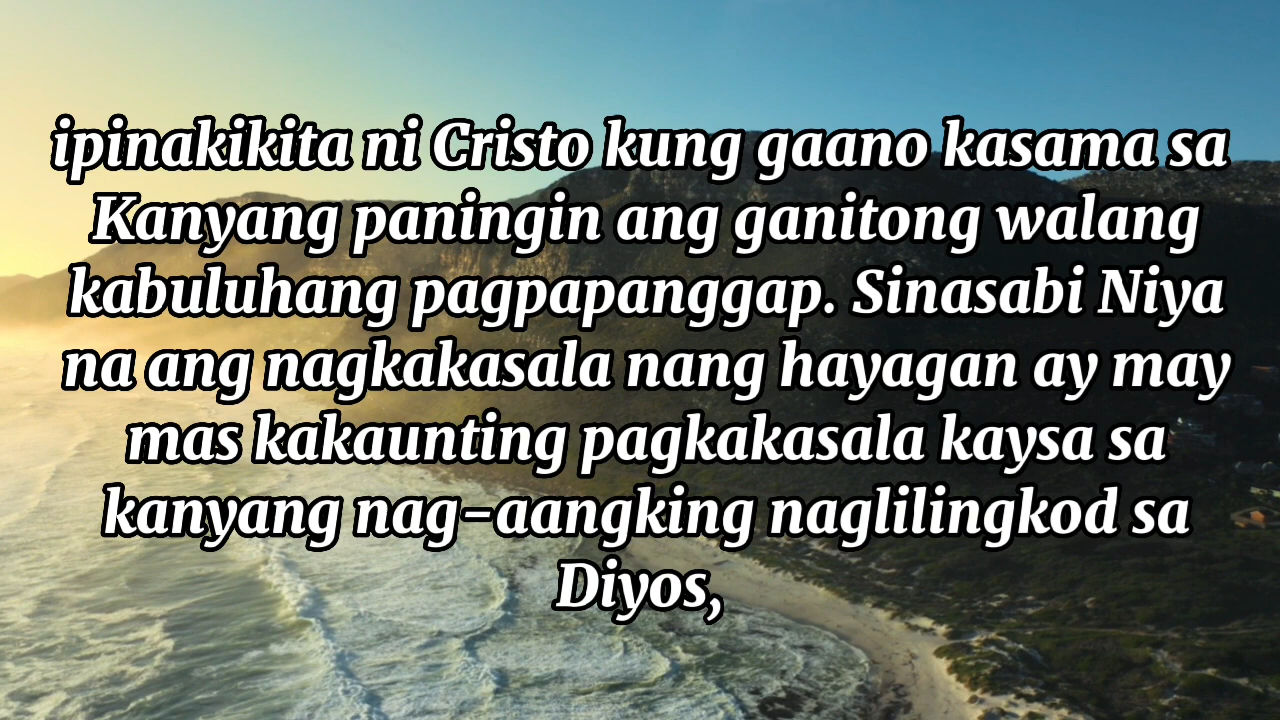 ipinakikita ni Cristo kung gaano kasama sa
Kanyang paningin ang ganitong walang
kabuluhang pagpapanggap. Sinasabi Niya
na ang nagkakasala nang hayagan ay may
mas kakaunting pagkakasala kaysa sa
kanyang nag-aangking naglilingkod sa
Diyos,